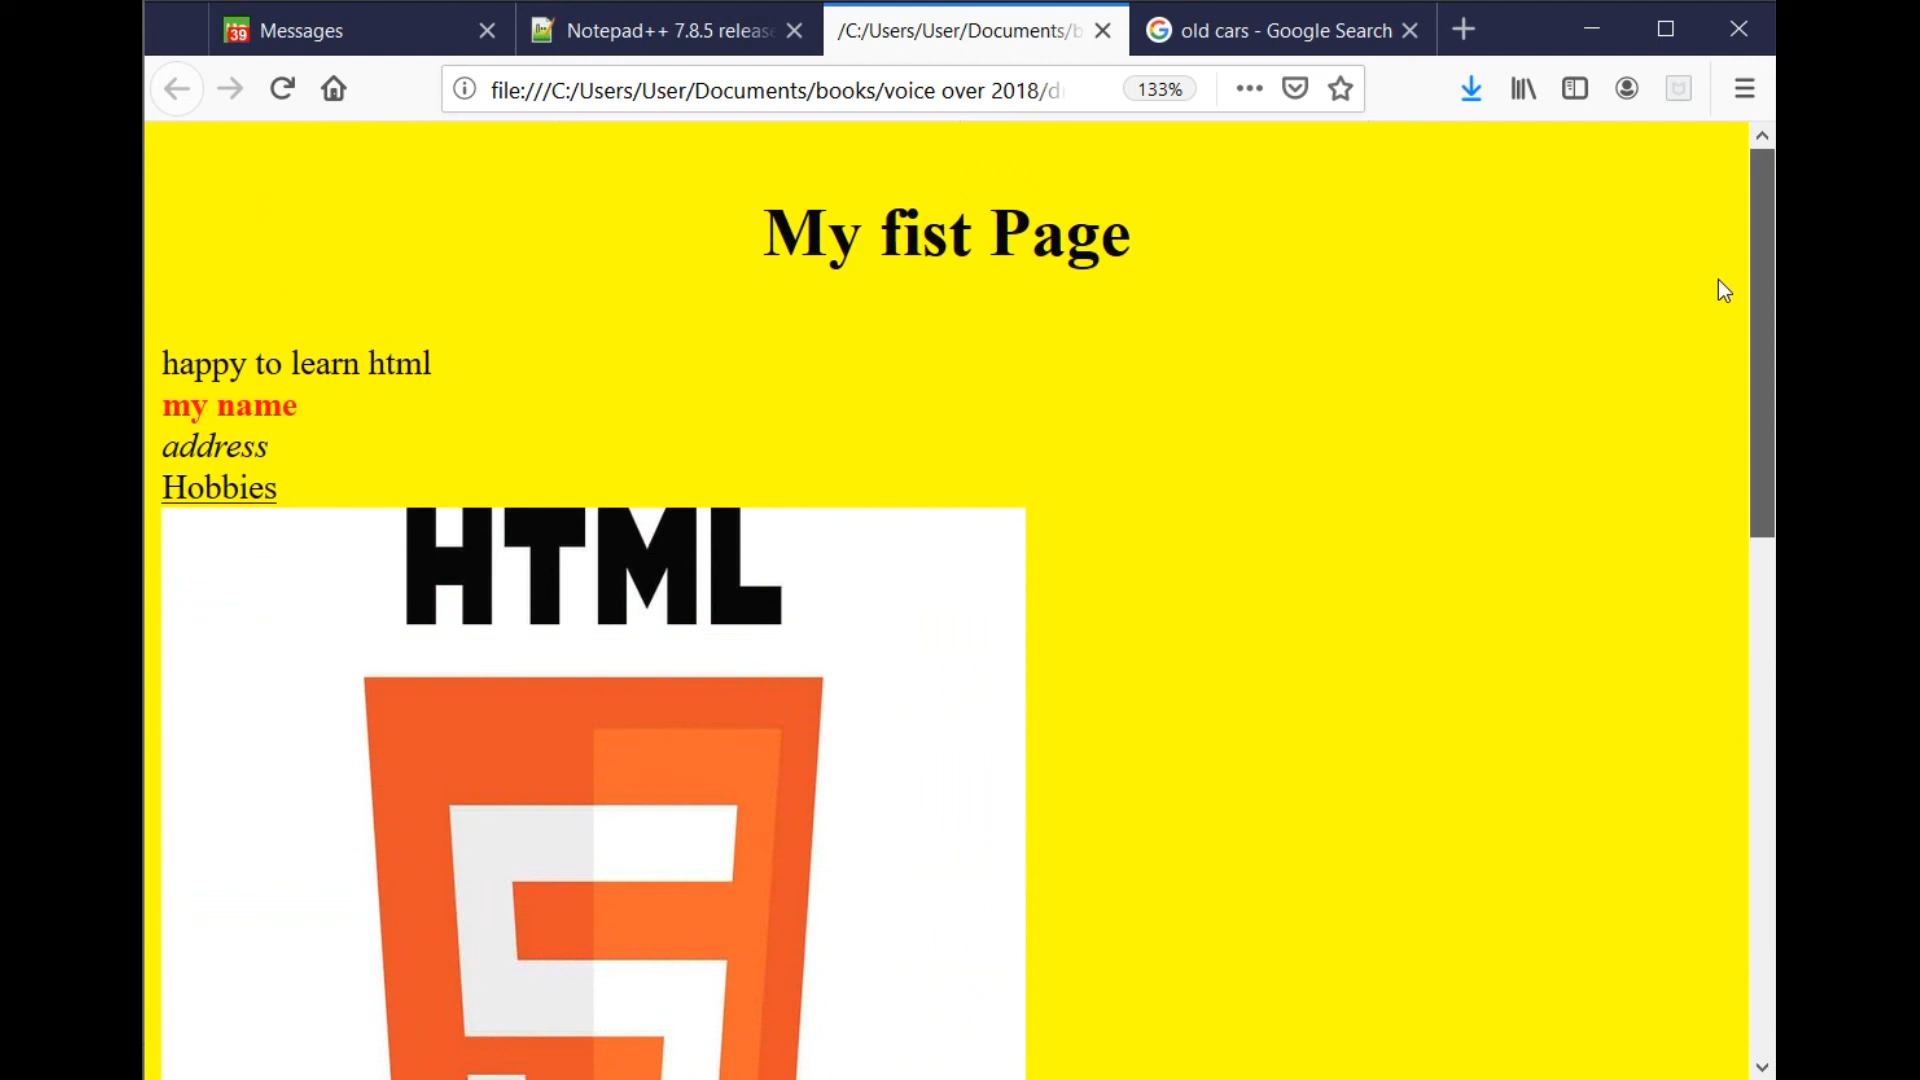 39
Messages
Notepad++ 7.8.5 releas
/C:/Users/User/Documents/b
old cars - Google Search
file:///C:/Users/User/Documents/books/voice over 2018/d
133%
My fist Page
happy to learn html
my name
address
Hobbies
HTML